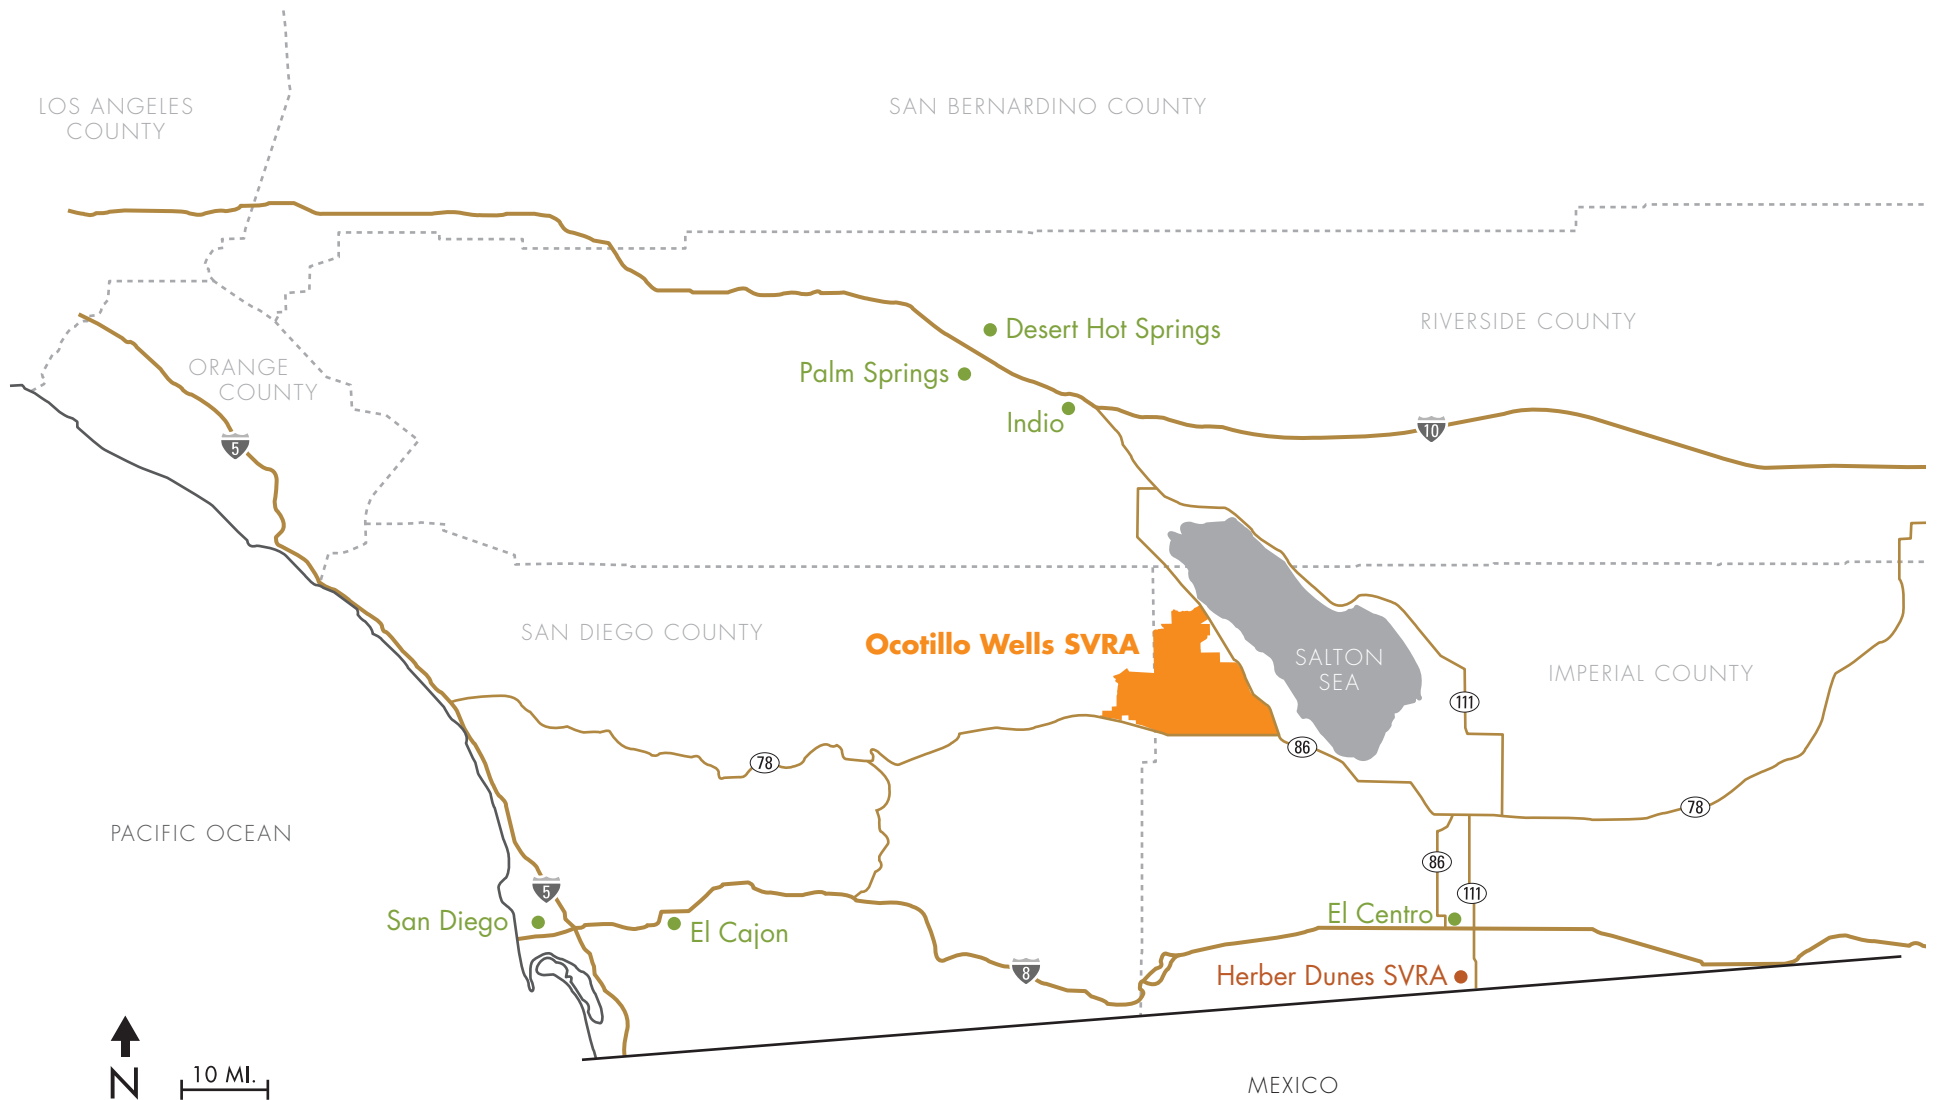 LOS ANGELES
COUNTY
SAN BERNARDINO COUNTY
Desert Hot Springs
RIVERSIDE COUNTY
Palm Springs
ORANGE
COUNTY
Indio
10
5
SAN DIEGO COUNTY
Ocotillo Wells SVRA
SALTON
SEA
IMPERIAL COUNTY
111
86
78
78
PACIFIC OCEAN
86
5
111
San Diego
El Cajon
El Centro
8
Herber Dunes SVRA
N
10 MI.
MEXICO